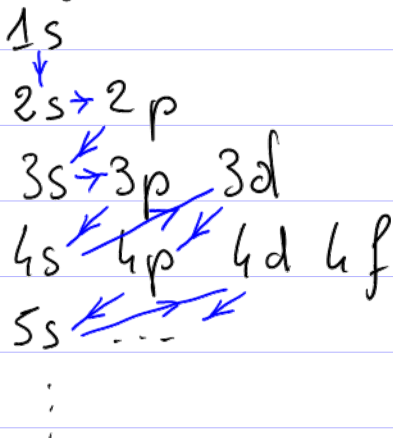 1s
2s → 2p
3s → 3p 3d
4s 4p 4d 4f
5s ....
⋮